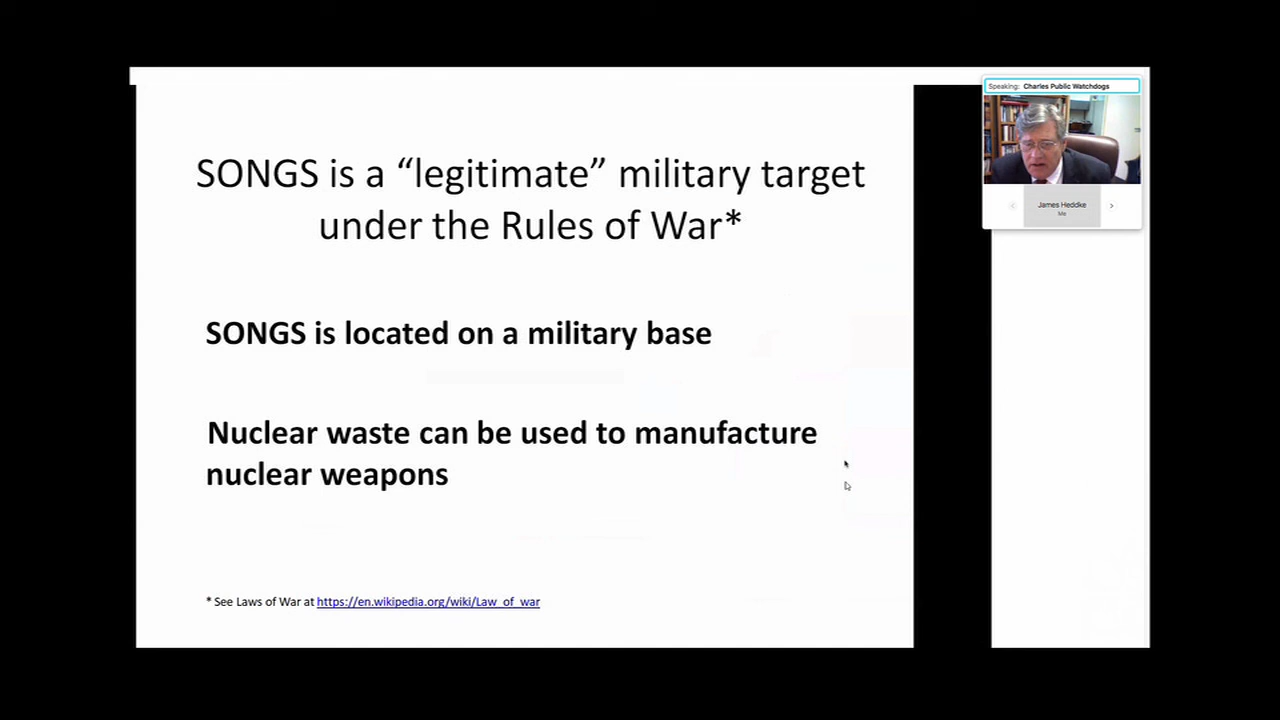 SONGS is a “legitimate” military target
under the Rules of War*
SONGS is located on a military base
Nuclear waste can be used to manufacture
nuclear weapons
* See Laws of War at https://en.wikipedia.org/wiki/Law_of_war
Speaking: Charles Public Watchdogs
James Heddke
Me